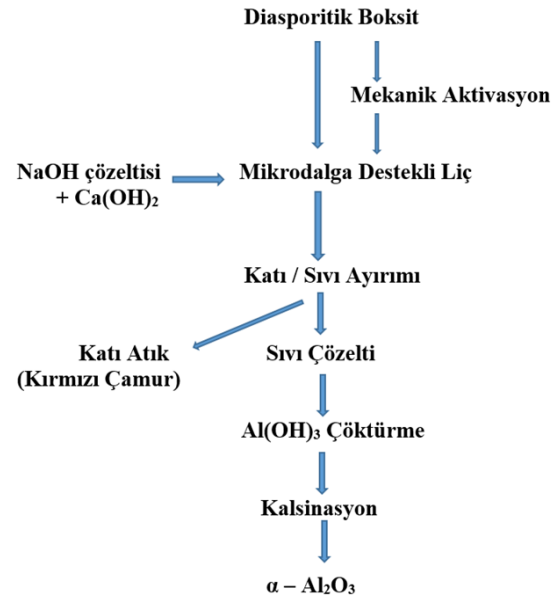 Diasporitik Boksit
Mekanik Aktivasyon
NaOH çözeltisi
+ Ca(OH)₂
Mikrodalga Destekli Liç
Katı / Sıvı Ayırımı
Katı Atık
(Kırmızı Çamur)
Sıvı Çözelti
Al(OH)₃ Çöktürme
Kalsinasyon
α – Al₂O₃